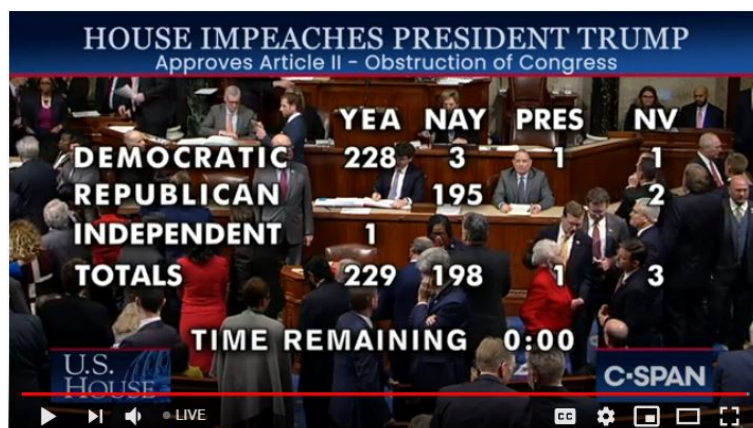 HOUSE IMPEACHES PRESIDENT TRUMP
Approves Article II - Obstruction of Congress
YEA NAY PRES NV
DEMOCRATIC 228 3 1 1
REPUBLICAN 195 2
INDEPENDENT 1
TOTALS 229 198 1 3
TIME REMAINING 0:00
U.S.
HOUSE
C-SPAN
LIVE
CC